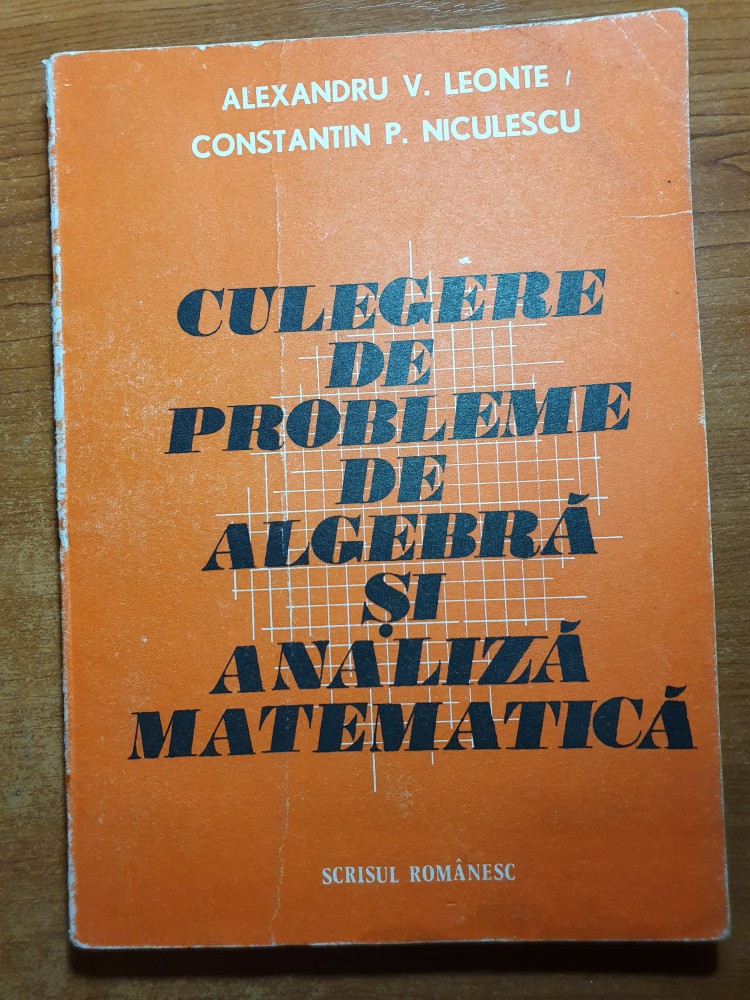 ALEXANDRU V. LEONTE
CONSTANTIN P. NICULESCU
CULEGERE
DE
PROBLEME
DE
ALGEBRĂ
ȘI
ANALIZĂ
MATEMATICĂ
SCRISUL ROMÂNESC